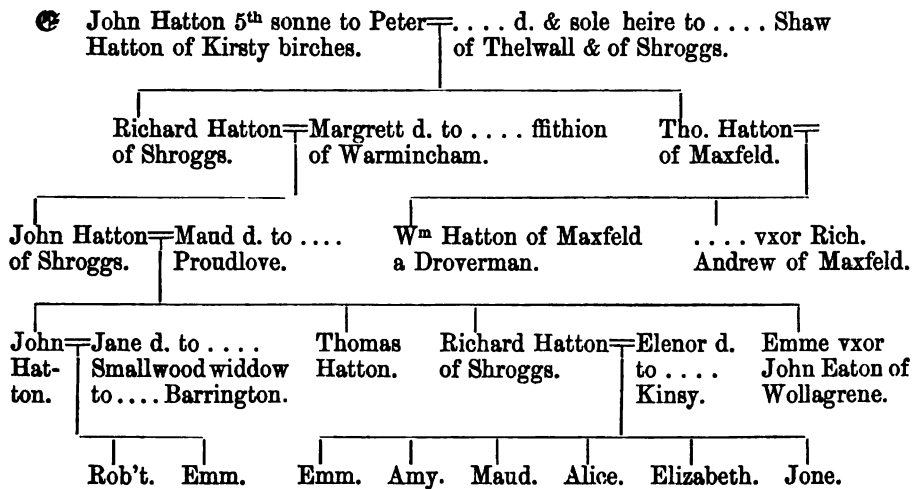 John Hatton 5th sonne to Peter = . . . . d. & sole heire to . . . . Shaw
Hatton of Kirsty birches. of Thelwall & of Shroggs.
Richard Hatton = Margrett d. to . . . . ffithion Tho. Hatton =
of Shroggs. of Warmincham. of Maxfeld.
John Hatton = Maud d. to . . . . Wm Hatton of Maxfeld . . . . vxor Rich.
of Shroggs. Proudlove. a Droverman. Andrew of Maxfeld.
John = Jane d. to . . . . Thomas Richard Hatton = Elenor d. Emme vxor
Hat- Smallwood widdow Hatton. of Shroggs. to . . . . John Eaton of
ton. to . . . . Barrington. Kinsy. Wollagrene.
Rob't. Emm. Emm. Amy. Maud. Alice. Elizabeth. Jone.